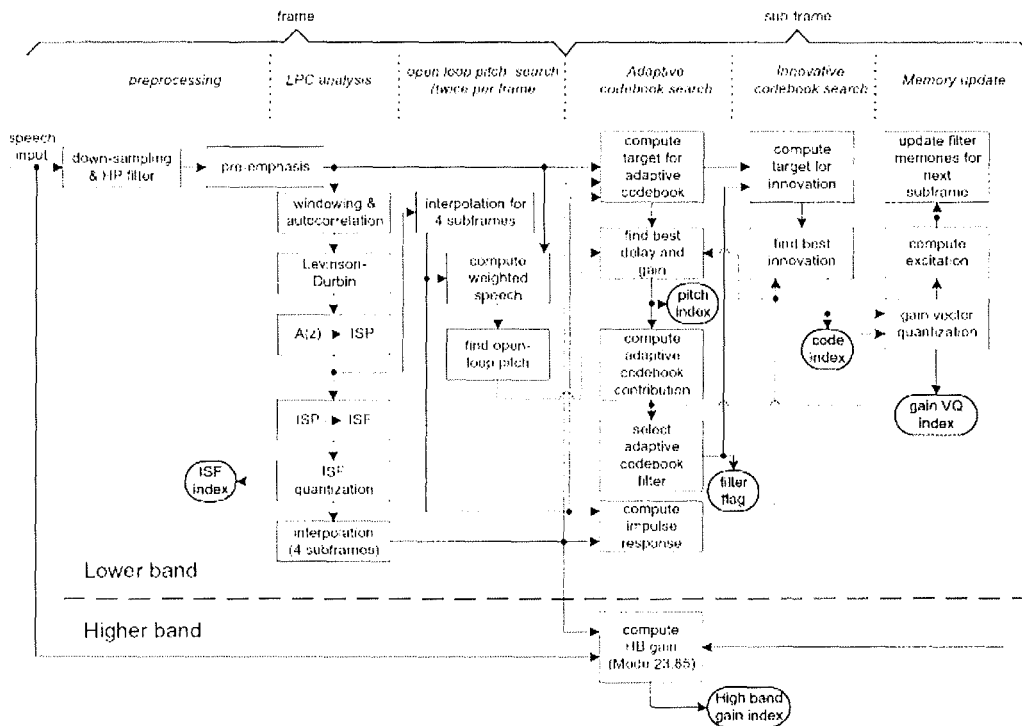 frame
sub frame
preprocessing
LPC analysis
open loop pitch search
(twice per frame
Adaptive
codebook search
Innovative
codebook search
Memory update
speech
input
down-sampling
& HP filter
pre-emphasis
windowing &
autocorrelation
Levinson-
Durbin
A(z) ISP
ISP ISF
ISF
quantization
ISF
index
interpolation
(4 subframes)
interpolation for
4 subframes
compute
weighted
speech
find open-
loop pitch
compute
target for
adaptive
codebook
find best
delay and
gain
pitch
index
compute
adaptive
codebook
contribution
select
adaptive
codebook
filter
filter
flag
compute
impulse
response
compute
target for
innovation
find best
innovation
code
index
update filter
memories for
next
subframe
compute
excitation
gain vector
quantization
gain VQ
index
Lower band
Higher band
compute
HB gain
(Mode 23.85)
High band
gain index